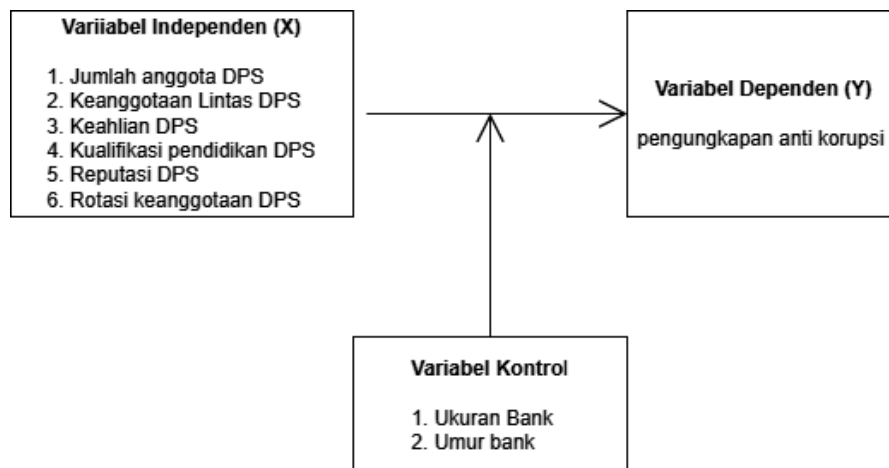 Variiabel Independen (X)
1. Jumlah anggota DPS
2. Keanggotaan Lintas DPS
3. Keahlian DPS
4. Kualifikasi pendidikan DPS
5. Reputasi DPS
6. Rotasi keanggotaan DPS
Variabel Dependen (Y)
pengungkapan anti korupsi
Variabel Kontrol
1. Ukuran Bank
2. Umur bank